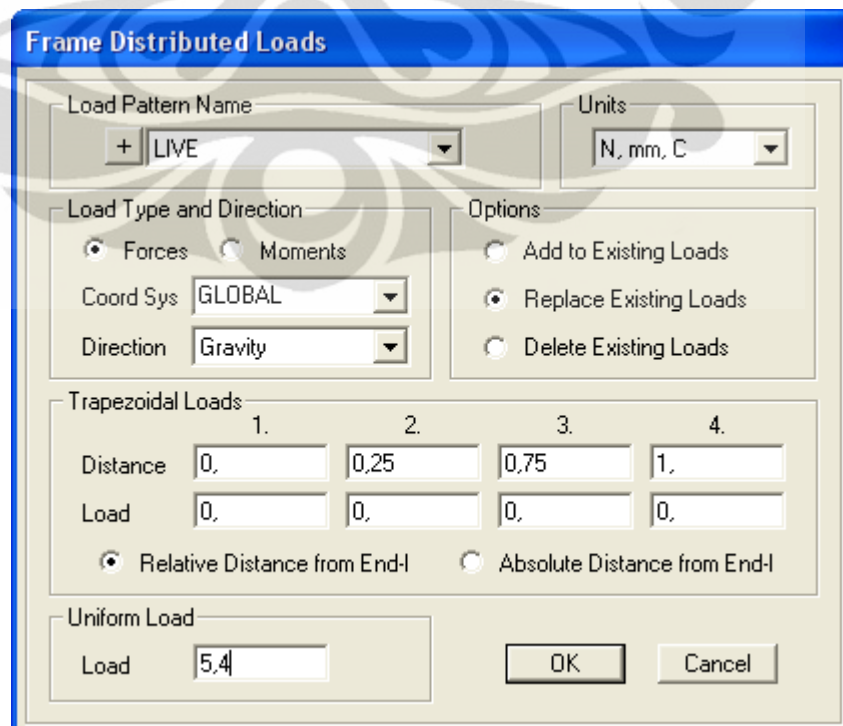 Frame Distributed Loads
Load Pattern Name
+ LIVE
Units
N, mm, C
Load Type and Direction
Forces Moments
Coord Sys GLOBAL
Direction Gravity
Options
Add to Existing Loads
Replace Existing Loads
Delete Existing Loads
Trapezoidal Loads
1. 2. 3. 4.
Distance 0, 0,25 0,75 1,
Load 0, 0, 0, 0,
Relative Distance from End-I Absolute Distance from End-I
Uniform Load
Load 5,4
OK Cancel